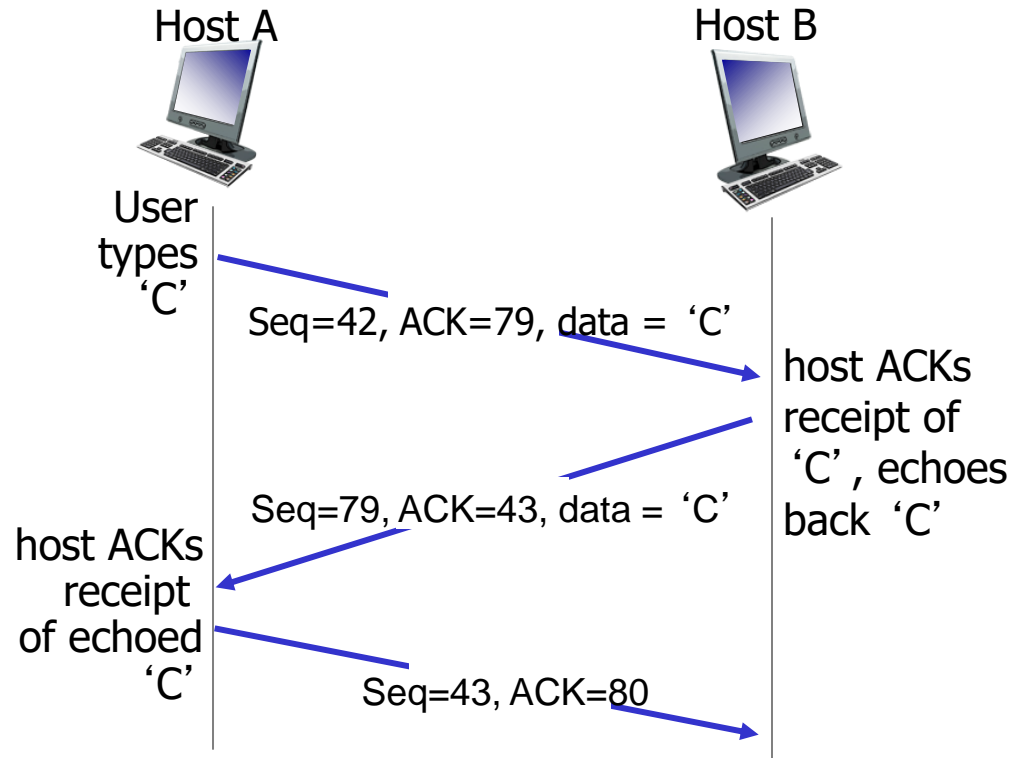 Host A
Host B
User
types
‘C’
Seq=42, ACK=79, data = ‘C’
host ACKs
receipt of
‘C’, echoes
back ‘C’
Seq=79, ACK=43, data = ‘C’
host ACKs
receipt
of echoed
‘C’
Seq=43, ACK=80